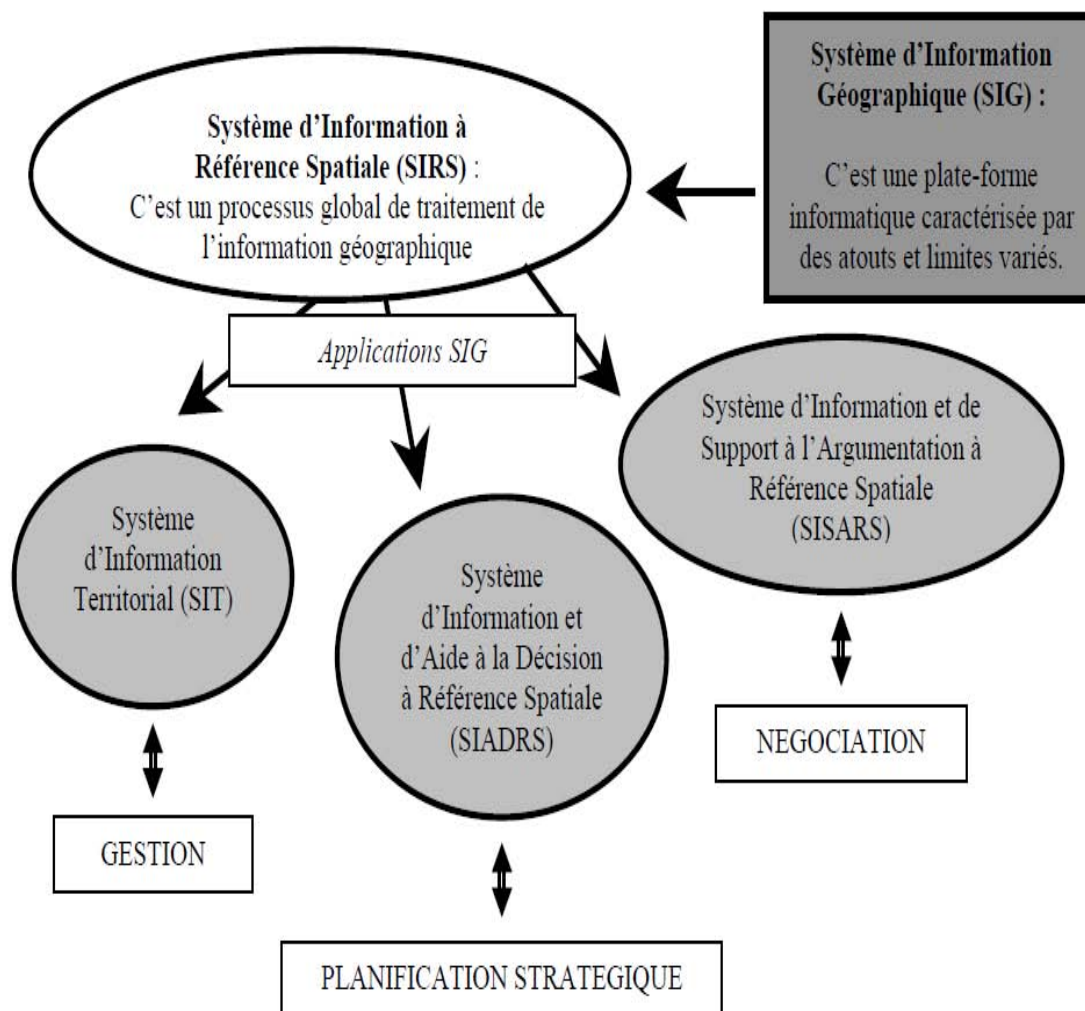 Système d'Information à
Référence Spatiale (SIRS) :
C'est un processus global de traitement de
l'information géographique
Système d'Information
Géographique (SIG) :
C'est une plate-forme
informatique caractérisée par
des atouts et limites variés.
Applications SIG
Système
d'Information
Territorial (SIT)
Système
d'Information et
d'Aide à la Décision
à Référence Spatiale
(SIADRS)
Système d'Information et de
Support à l'Argumentation à
Référence Spatiale
(SISARS)
GESTION
PLANIFICATION STRATEGIQUE
NEGOCIATION